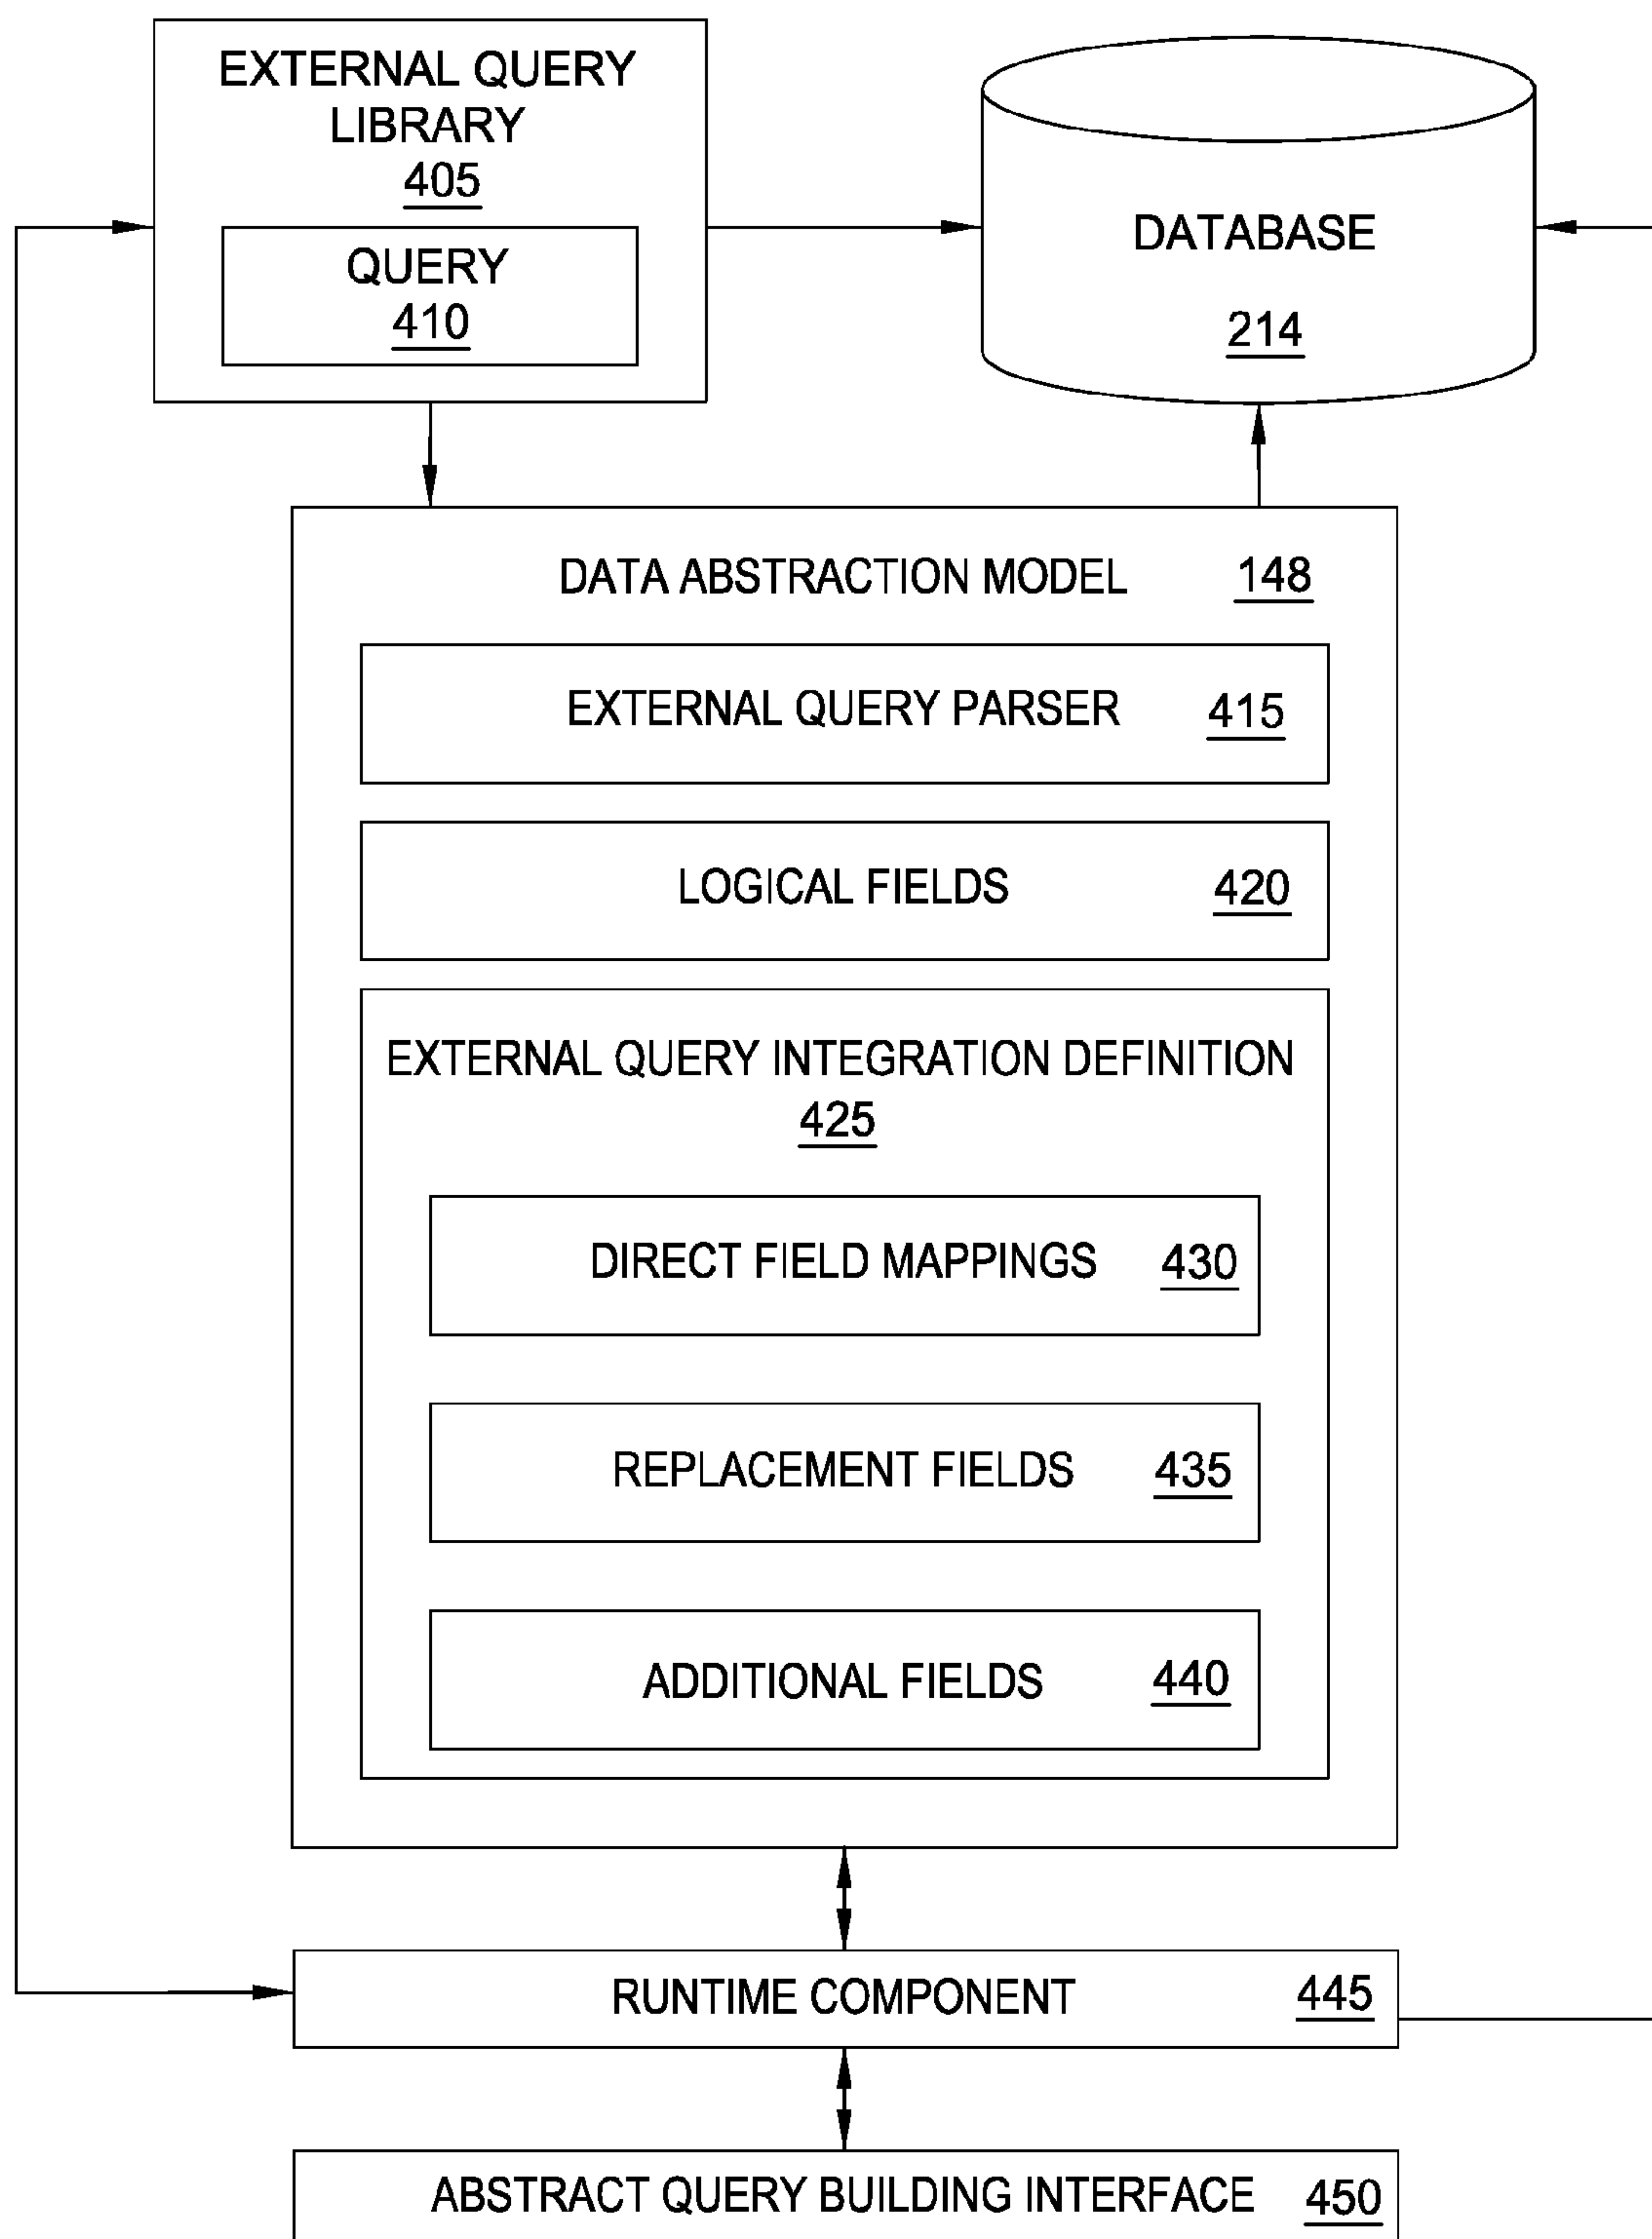 EXTERNAL QUERY
LIBRARY
405
QUERY
410
DATABASE
214
DATA ABSTRACTION MODEL 148
EXTERNAL QUERY PARSER 415
LOGICAL FIELDS 420
EXTERNAL QUERY INTEGRATION DEFINITION
425
DIRECT FIELD MAPPINGS 430
REPLACEMENT FIELDS 435
ADDITIONAL FIELDS 440
RUNTIME COMPONENT 445
ABSTRACT QUERY BUILDING INTERFACE 450